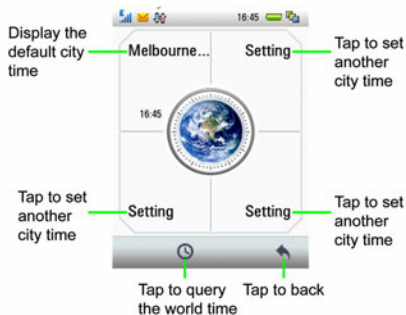 16:45
Display the
default city
time
Melbourne...
Setting
Tap to set
another
city time
16:45
Tap to set
another
city time
Setting
Setting
Tap to set
another
city time
Tap to query
the world time
Tap to back